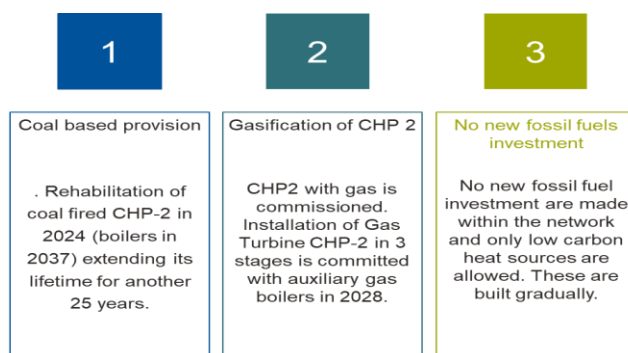 1
2
3
Coal based provision
. Rehabilitation of
coal fired CHP-2 in
2024 (boilers in
2037) extending its
lifetime for another
25 years.
Gasification of CHP 2
CHP2 with gas is
commissioned.
Installation of Gas
Turbine CHP-2 in 3
stages is committed
with auxiliary gas
boilers in 2028.
No new fossil fuels
investment
No new fossil fuel
investment are made
within the network
and only low carbon
heat sources are
allowed. These are
built gradually.